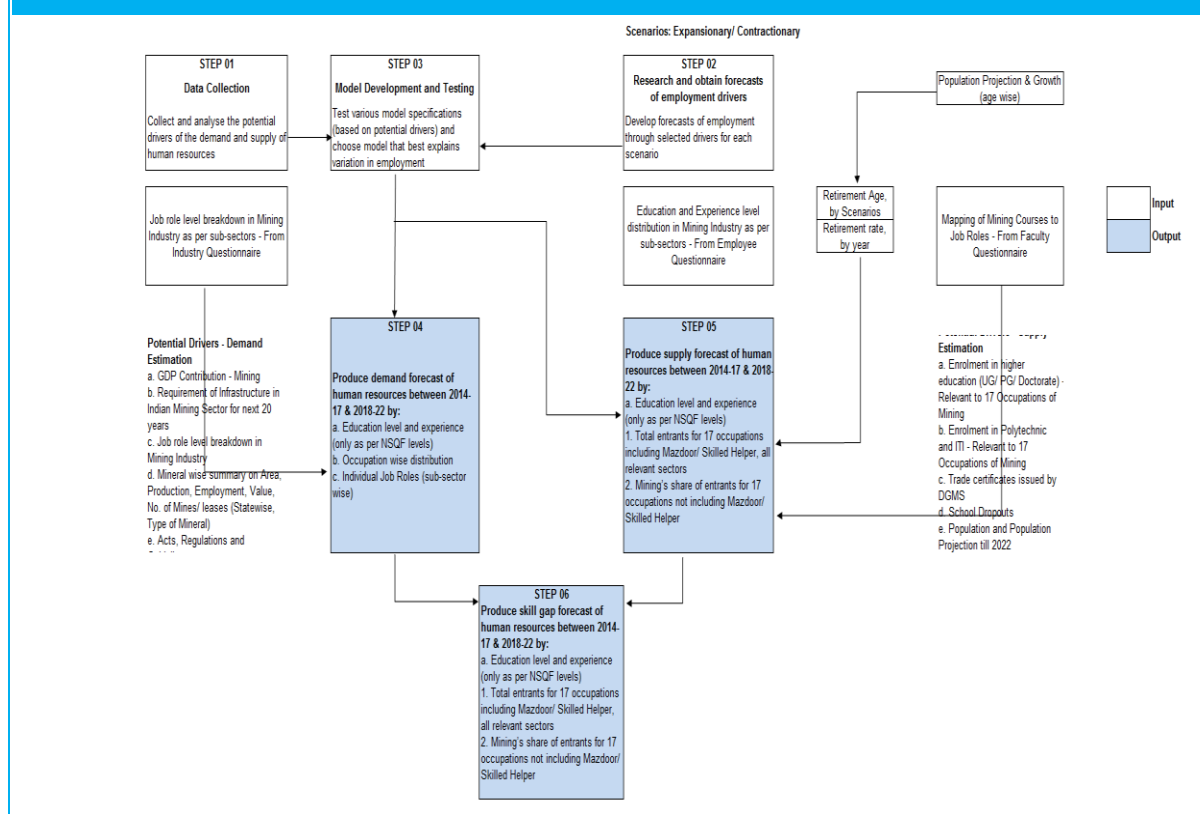 Scenarios: Expansionary/ Contractionary
STEP 01
Data Collection
Collect and analyse the potential
drivers of the demand and supply of
human resources
STEP 03
Model Development and Testing
Test various model specifications
(based on potential drivers) and
choose model that best explains
variation in employment
STEP 02
Research and obtain forecasts
of employment drivers
Develop forecasts of employment
through selected drivers for each
scenario
Population Projection & Growth
(age wise)
Job role level breakdown in Mining
Industry as per sub-sectors - From
Industry Questionnaire
Education and Experience level
distribution in Mining Industry as per
sub-sectors - From Employee
Questionnaire
Retirement Age,
by Scenarios
Retirement rate,
by year
Mapping of Mining Courses to
Job Roles - From Faculty
Questionnaire
Input
Output
Potential Drivers - Demand
Estimation
a. GDP Contribution - Mining
b. Requirement of Infrastructure in
Indian Mining Sector for next 20
years
c. Job role level breakdown in
Mining Industry
d. Mineral wise summary on Area,
Production, Employment, Value,
No. of Mines/ leases (Statewise,
Type of Mineral)
e. Acts, Regulations and
STEP 04
Produce demand forecast of
human resources between 2014-
17 & 2018-22 by:
a. Education level and experience
(only as per NSQF levels)
b. Occupation wise distribution
c. Individual Job Roles (sub-sector
wise)
STEP 05
Produce supply forecast of human
resources between 2014-17 & 2018-
22 by:
a. Education level and experience
(only as per NSQF levels)
1. Total entrants for 17 occupations
including Mazdoor/ Skilled Helper, all
relevant sectors
2. Mining's share of entrants for 17
occupations not including Mazdoor/
Skilled Helper
Estimation
a. Enrolment in higher
education (UG/ PG/ Doctorate) -
Relevant to 17 Occupations of
Mining
b. Enrolment in Polytechnic
and ITI - Relevant to 17
Occupations of Mining
c. Trade certificates issued by
DGMS
d. School Dropouts
e. Population and Population
Projection till 2022
STEP 06
Produce skill gap forecast of
human resources between 2014-
17 & 2018-22 by:
a. Education level and experience
(only as per NSQF levels)
1. Total entrants for 17 occupations
including Mazdoor/ Skilled Helper,
all relevant sectors
2. Mining's share of entrants for 17
occupations not including Mazdoor/
Skilled Helper